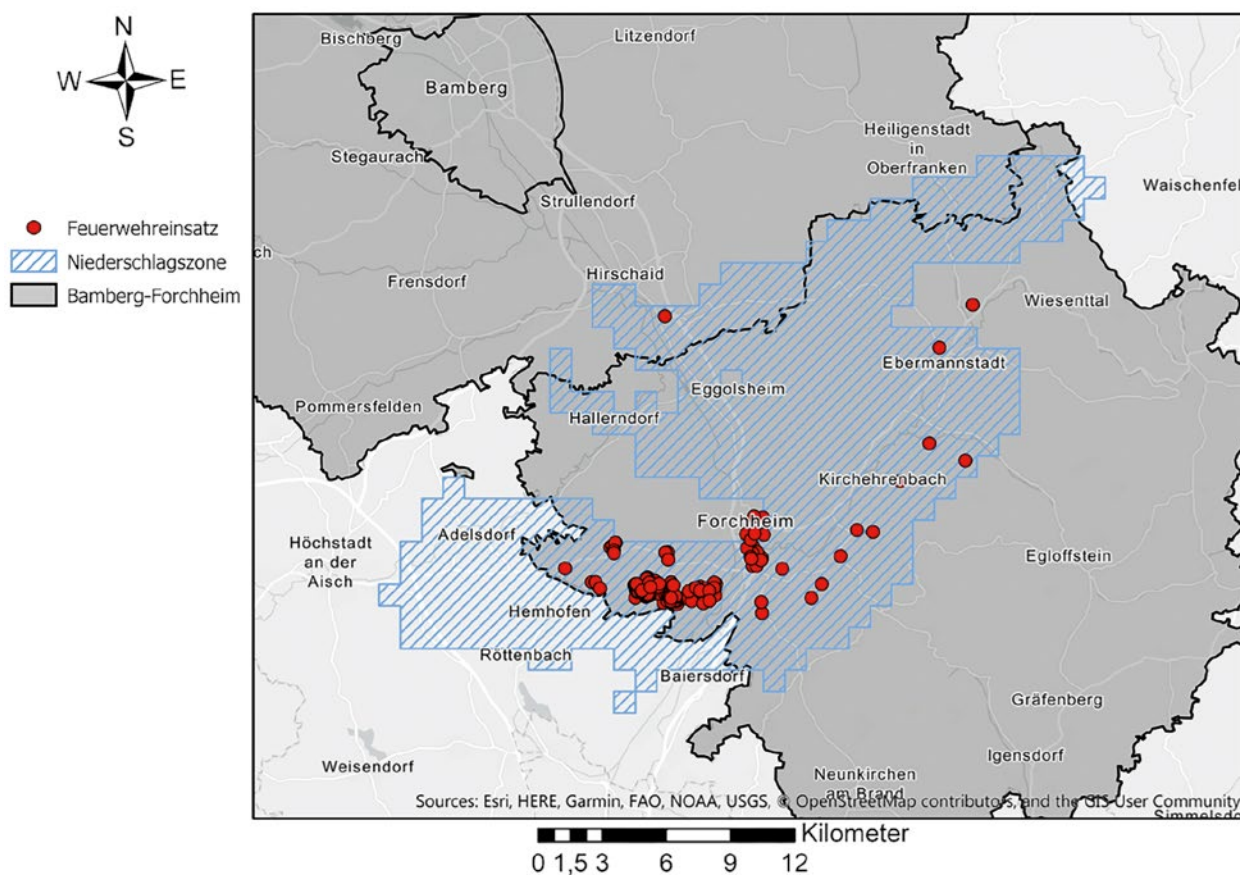 N
W E
S
Feuerwehreinsatz
Niederschlagszone
Bamberg-Forchheim
Bischberg
Litzendorf
Bamberg
Heiligenstadt
in
Oberfranken
Stegaurach
Waischenfel
Strullendorf
ch
Hirschaid
Frensdorf
Wiesenttal
Ebermannstadt
Eggolsheim
Pommersfelden
Hallerndorf
Kirchehrenbach
Forchheim
Adelsdorf
Höchstadt
an der
Aisch
Egloffstein
Hemhofen
Röttenbach
Baiersdorf
Gräfenberg
Igensdorf
Weisendorf
Neunkirchen
am Brand
Sources: Esri, HERE, Garmin, FAO, NOAA, USGS, © OpenStreetMap contributors, and the GIS User Community
Simmelsdo
Kilometer
0 1,5 3 6 9 12